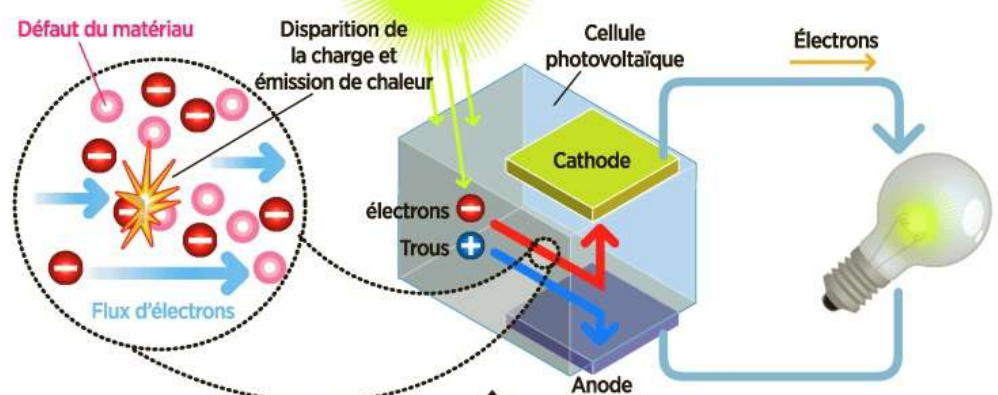 Défaut du matériau
Disparition de
la charge et
émission de chaleur
Cellule
photovoltaïque
Électrons
Cathode
électrons
Trous
Flux d'électrons
Anode